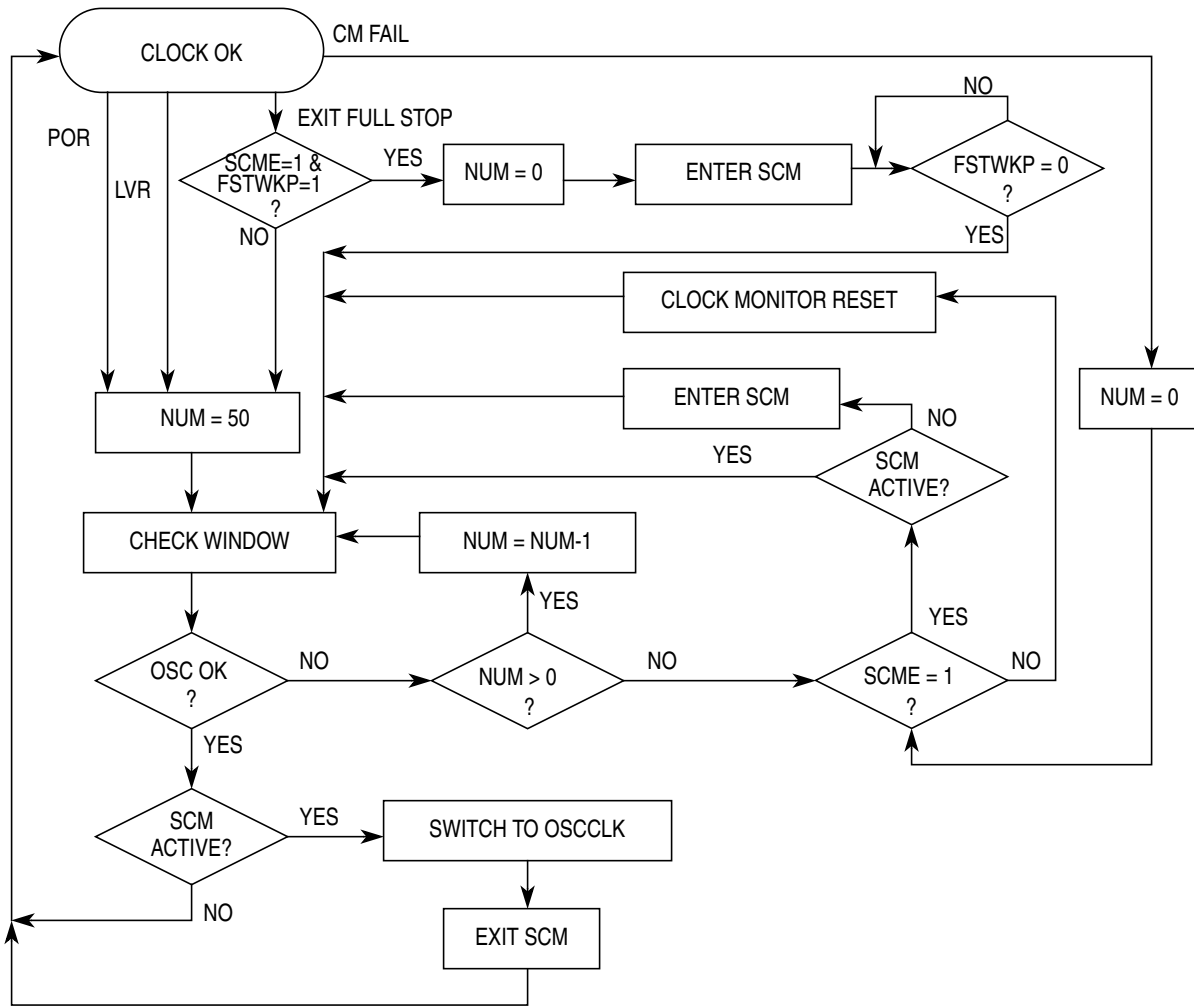 CM FAIL
CLOCK OK
NO
EXIT FULL STOP
POR
SCME=1 &
FSTWKP=1
?
YES
NUM = 0
ENTER SCM
FSTWKP = 0
?
LVR
NO
YES
CLOCK MONITOR RESET
ENTER SCM
NUM = 0
NUM = 50
NO
YES
SCM
ACTIVE?
CHECK WINDOW
NUM = NUM-1
YES
YES
OSC OK
?
NO
NUM > 0
?
NO
SCME = 1
?
NO
YES
SCM
ACTIVE?
YES
SWITCH TO OSCCLK
NO
EXIT SCM